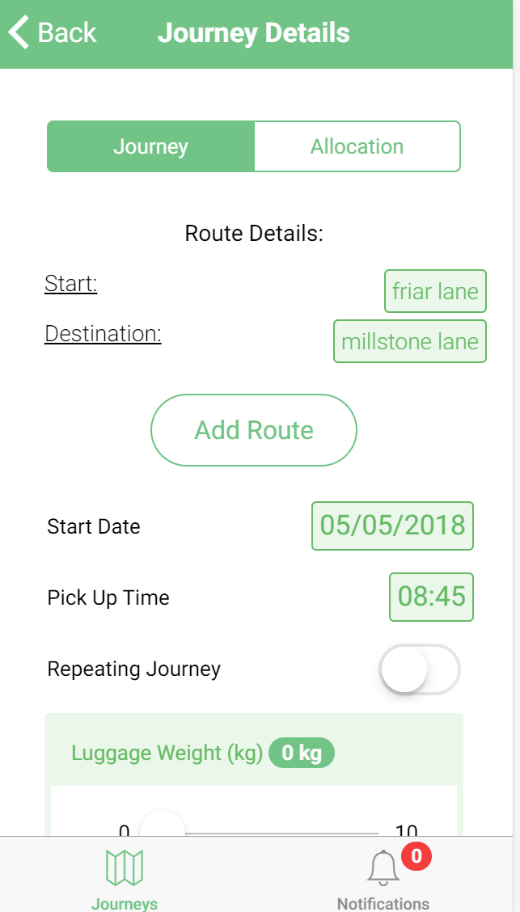 Back Journey Details
Journey Allocation
Route Details:
Start: friar lane
Destination: millstone lane
Add Route
Start Date 05/05/2018
Pick Up Time 08:45
Repeating Journey
Luggage Weight (kg) 0 kg
0 10
0
Journeys Notifications